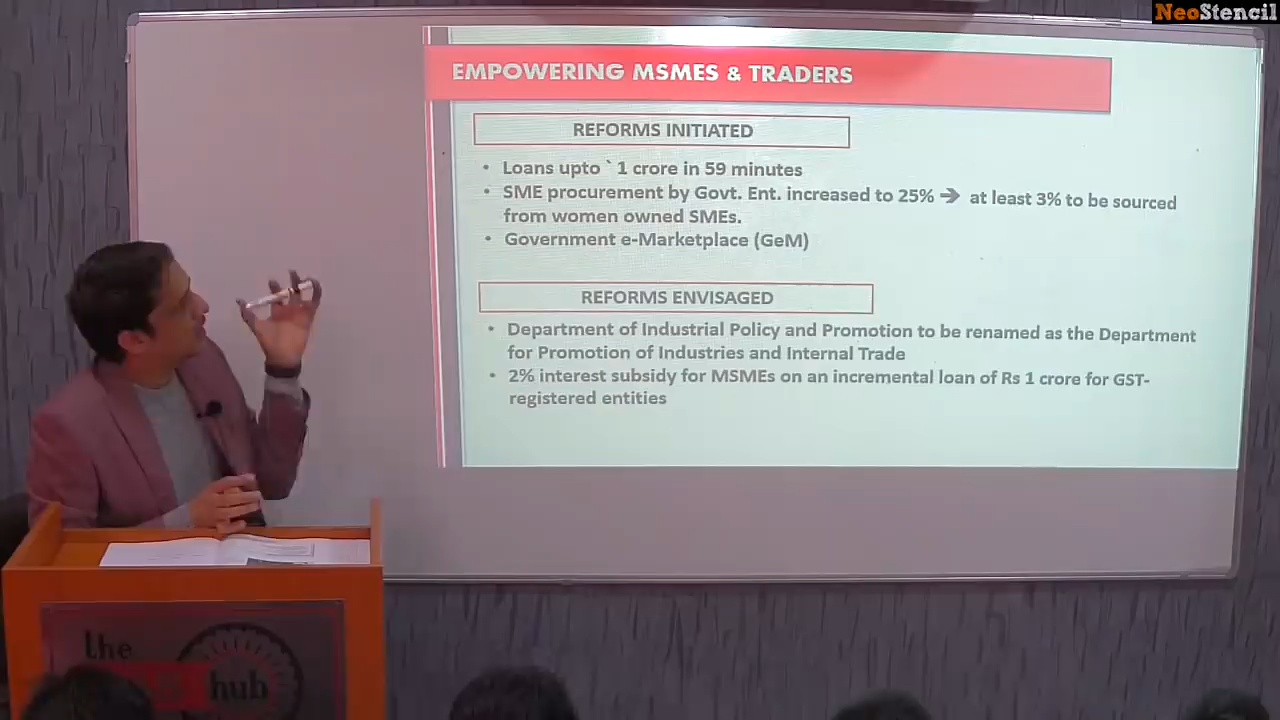 NeoStencil
EMPOWERING MSMES & TRADERS
REFORMS INITIATED
• Loans upto ` 1 crore in 59 minutes
• SME procurement by Govt. Ent. increased to 25% ➔ at least 3% to be sourced
from women owned SMEs.
• Government e-Marketplace (GeM)
REFORMS ENVISAGED
• Department of Industrial Policy and Promotion to be renamed as the Department
for Promotion of Industries and Internal Trade
• 2% interest subsidy for MSMEs on an incremental loan of Rs 1 crore for GST-
registered entities
the
hub